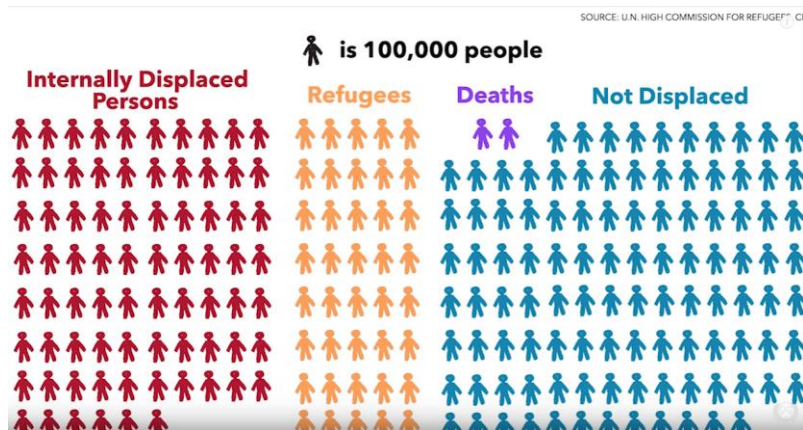 SOURCE: U.N. HIGH COMMISSION FOR REFUGEES,
is 100,000 people
Internally Displaced
Persons
Refugees
Deaths
Not Displaced